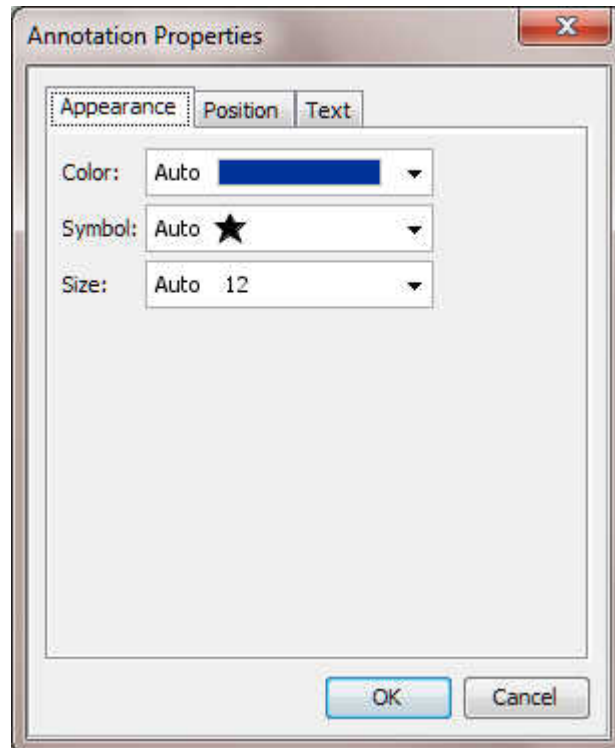 Annotation Properties
Appearance Position Text
Color: Auto
Symbol: Auto
Size: Auto 12
OK Cancel